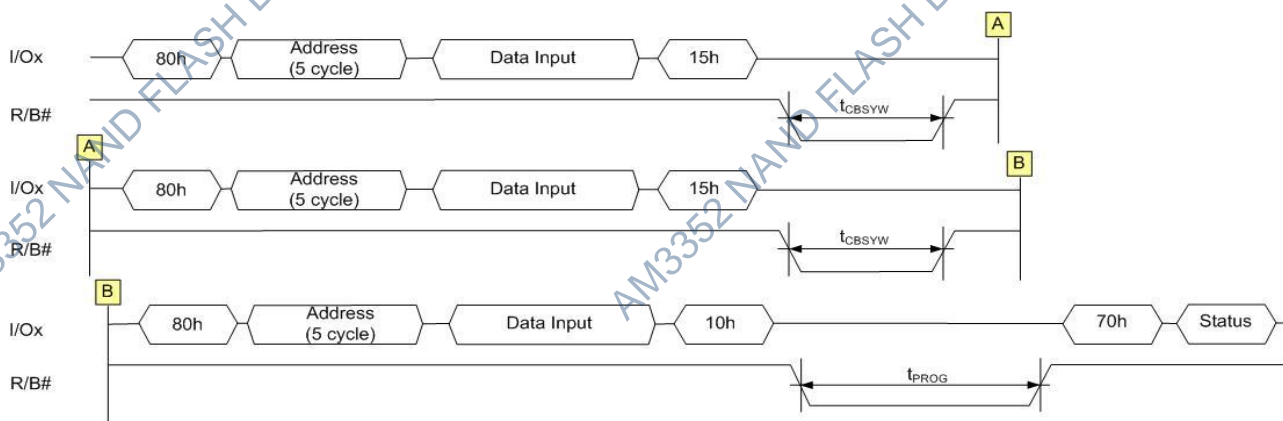 A
I/Ox 80h Address (5 cycle) Data Input 15h
R/B# tCBSYW
A
B
I/Ox 80h Address (5 cycle) Data Input 15h
R/B# tCBSYW
B
I/Ox 80h Address (5 cycle) Data Input 10h 70h Status
R/B# tPROG
3352 NAND FLASH
AM3352 NAND FLASH